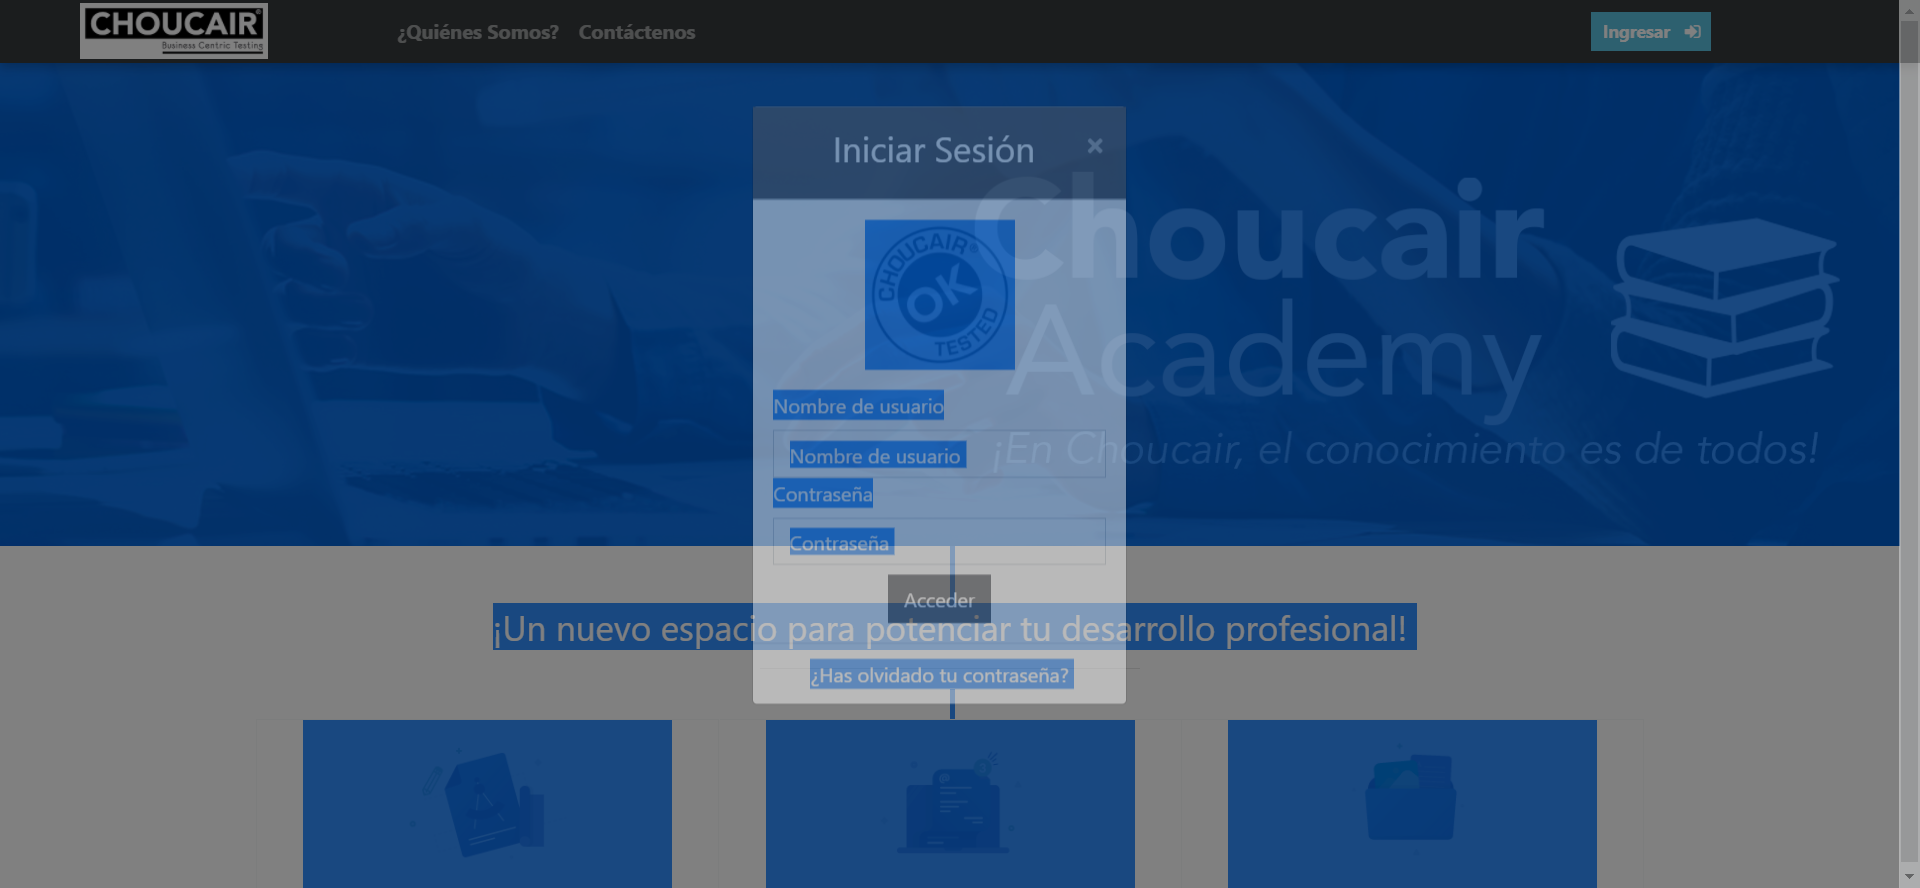 CHOUCAIR®
Business Centric Testing
¿Quiénes Somos?
Contáctenos
Ingresar
Iniciar Sesión
×
CHOUCAIR®
OK
TESTED
Choucair
Academy
¡En Choucair, el conocimiento es de todos!
Nombre de usuario
Nombre de usuario
Contraseña
Contraseña
Acceder
¡Un nuevo espacio para potenciar tu desarrollo profesional!
¿Has olvidado tu contraseña?